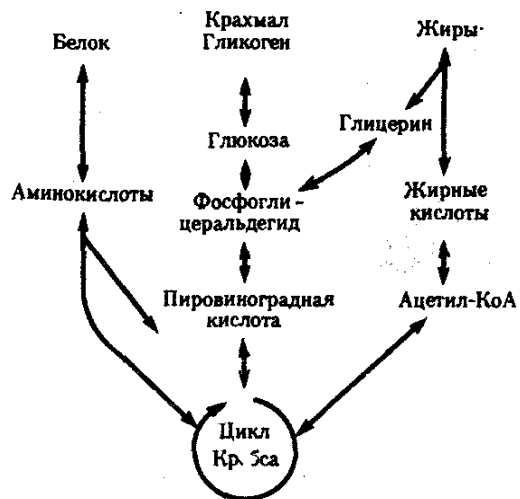 Белок
Крахмал
Гликоген
Жиры
Глюкоза
Глицерин
Аминокислоты
Фосфогли-
церальдегид
Жирные
кислоты
Пировиноградная
кислота
Ацетил-КоА
Цикл